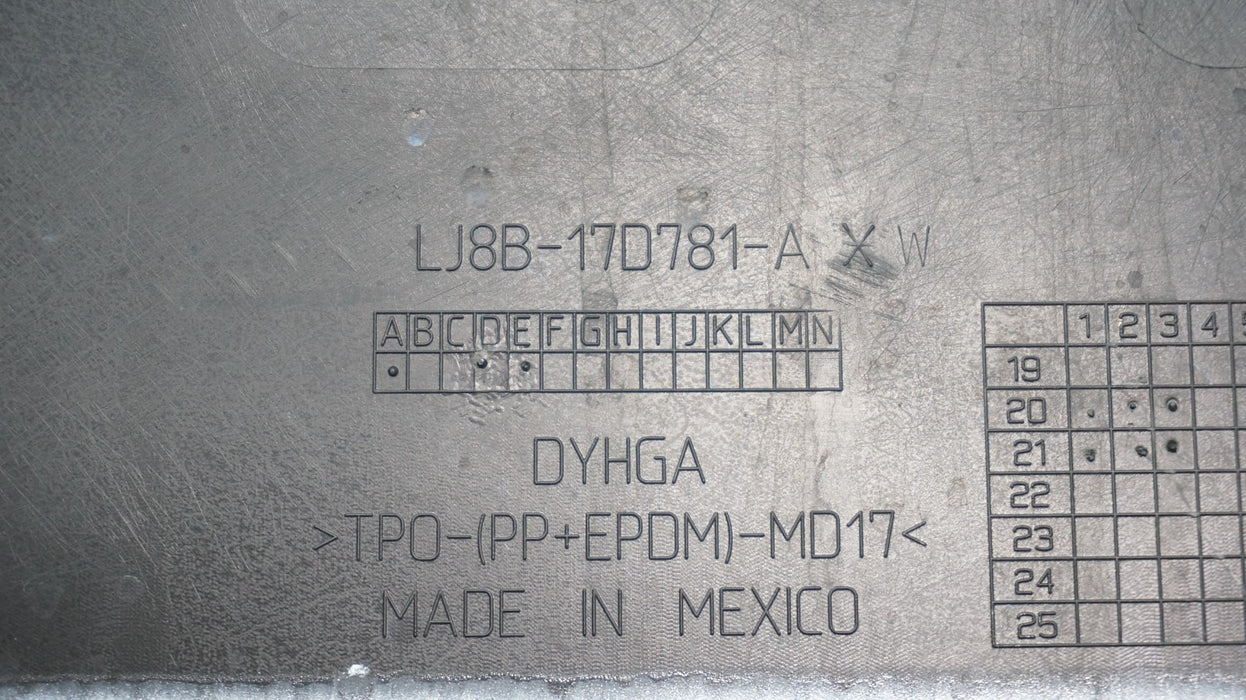 LJ8B-17D781-A X W
A B C D E F G H I J K L M N
DYHGA
>TPO-(PP+EPDM)-MD17<
MADE IN MEXICO
1 2 3 4
19
20
21
22
23
24
25